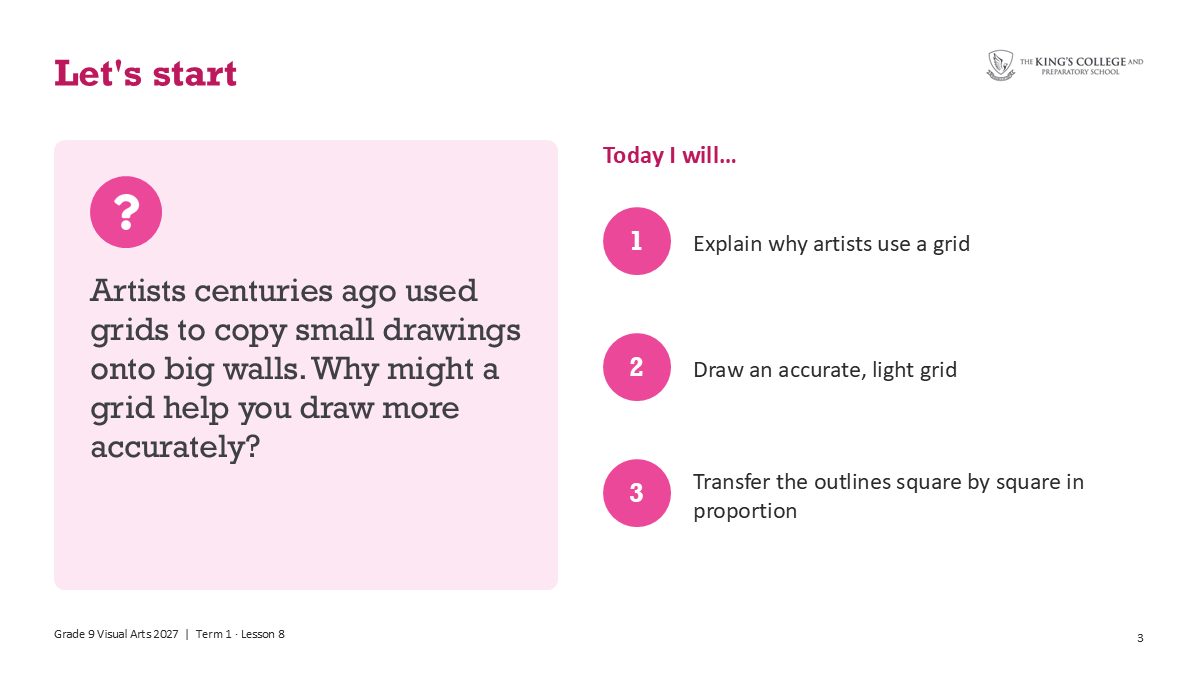 Let's start
THE KING'S COLLEGE AND
PREPARATORY SCHOOL
?
Artists centuries ago used
grids to copy small drawings
onto big walls. Why might a
grid help you draw more
accurately?
Today I will...
1
Explain why artists use a grid
2
Draw an accurate, light grid
3
Transfer the outlines square by square in
proportion
Grade 9 Visual Arts 2027 | Term 1 · Lesson 8
3